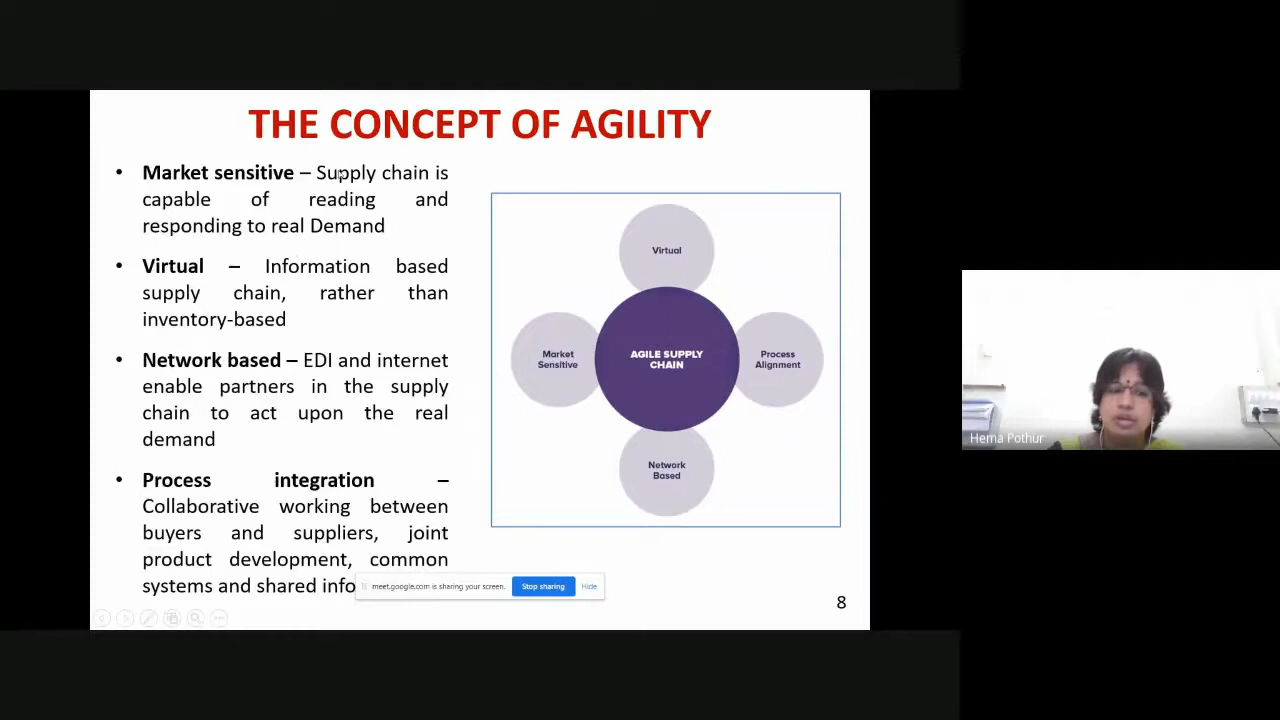 THE CONCEPT OF AGILITY
• Market sensitive – Supply chain is
capable of reading and
responding to real Demand
• Virtual – Information based
supply chain, rather than
inventory-based
• Network based – EDI and internet
enable partners in the supply
chain to act upon the real
demand
• Process integration –
Collaborative working between
buyers and suppliers, joint
product development, common
systems and shared info
Virtual
Market
Sensitive
AGILE SUPPLY
CHAIN
Process
Alignment
Network
Based
meet.google.com is sharing your screen. Stop sharing Hide
8
Hema Pothur